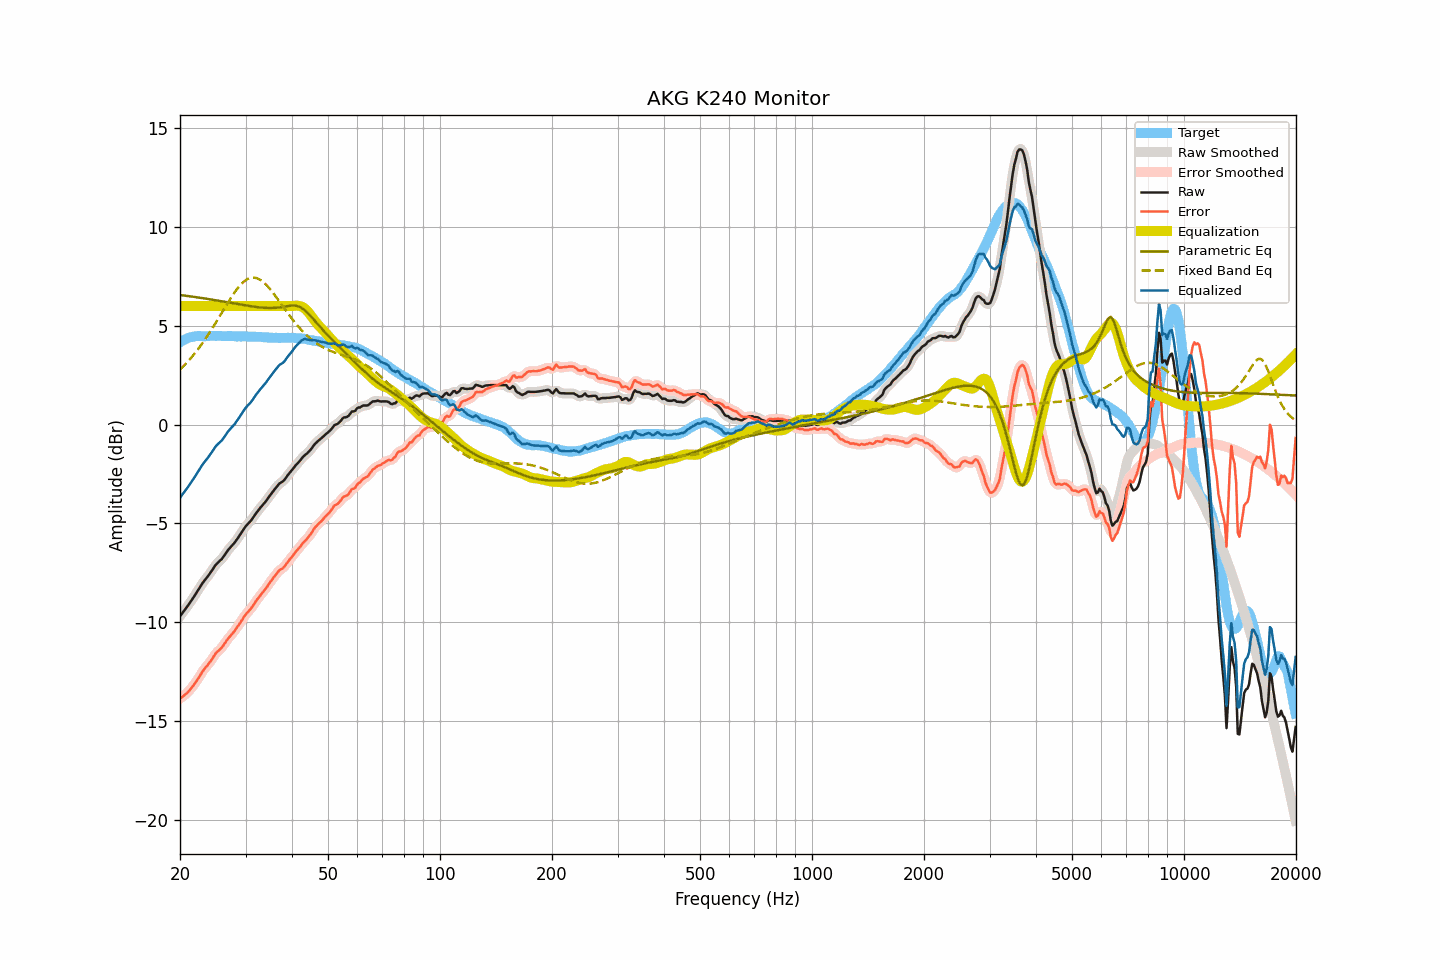 AKG K240 Monitor
Target
Raw Smoothed
Error Smoothed
Raw
Error
Equalization
Parametric Eq
Fixed Band Eq
Equalized
15
10
5
0
−5
−10
−15
−20
Amplitude (dBr)
20 50 100 200 500 1000 2000 5000 10000 20000
Frequency (Hz)